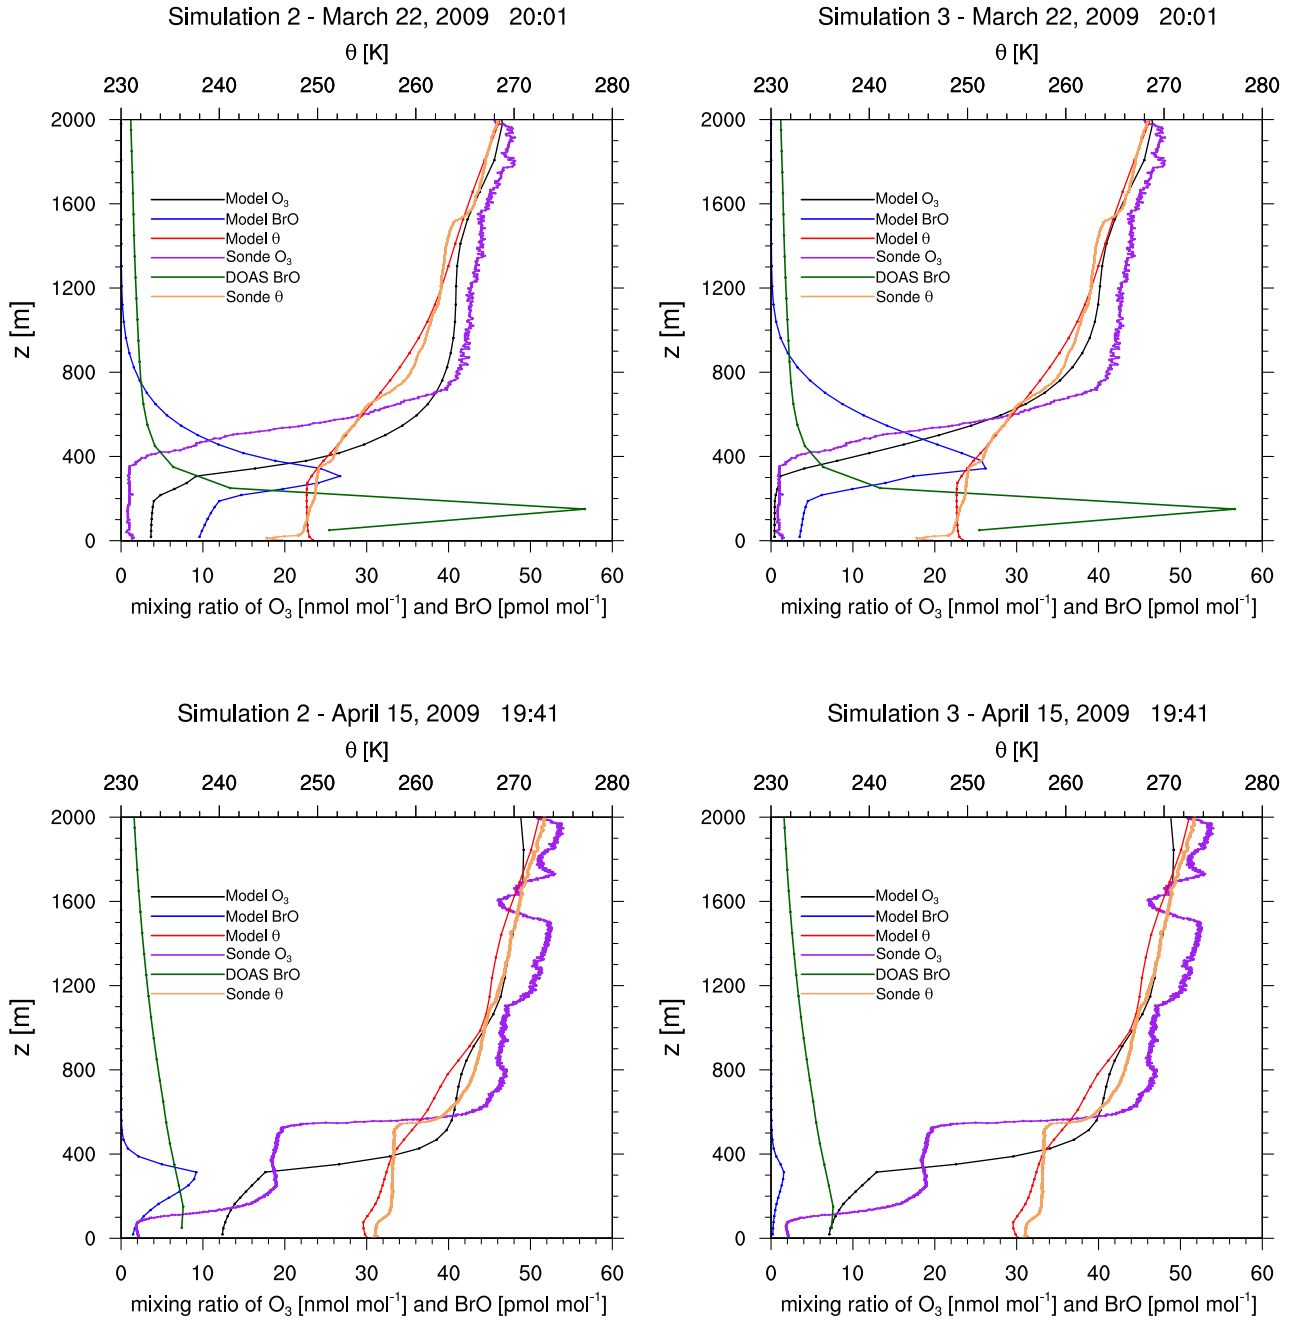 Simulation 2 - March 22, 2009 20:01
θ [K]
230 240 250 260 270 280
2000
1600
1200
800
400
0
z [m]
Model O₃
Model BrO
Model θ
Sonde O₃
DOAS BrO
Sonde θ
0 10 20 30 40 50 60
mixing ratio of O₃ [nmol mol⁻¹] and BrO [pmol mol⁻¹]
Simulation 3 - March 22, 2009 20:01
θ [K]
230 240 250 260 270 280
2000
1600
1200
800
400
0
z [m]
Model O₃
Model BrO
Model θ
Sonde O₃
DOAS BrO
Sonde θ
0 10 20 30 40 50 60
mixing ratio of O₃ [nmol mol⁻¹] and BrO [pmol mol⁻¹]
Simulation 2 - April 15, 2009 19:41
θ [K]
230 240 250 260 270 280
2000
1600
1200
800
400
0
z [m]
Model O₃
Model BrO
Model θ
Sonde O₃
DOAS BrO
Sonde θ
0 10 20 30 40 50 60
mixing ratio of O₃ [nmol mol⁻¹] and BrO [pmol mol⁻¹]
Simulation 3 - April 15, 2009 19:41
θ [K]
230 240 250 260 270 280
2000
1600
1200
800
400
0
z [m]
Model O₃
Model BrO
Model θ
Sonde O₃
DOAS BrO
Sonde θ
0 10 20 30 40 50 60
mixing ratio of O₃ [nmol mol⁻¹] and BrO [pmol mol⁻¹]